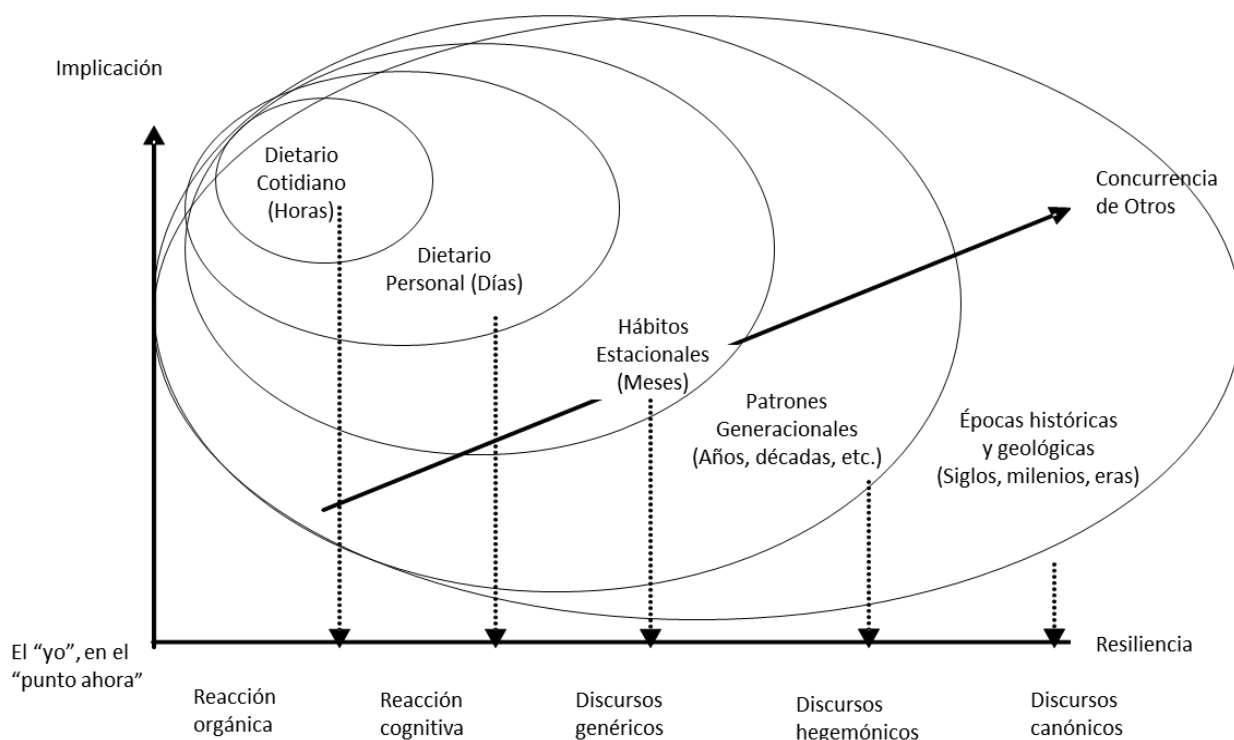 Implicación
Dietario
Cotidiano
(Horas)
Concurrencia
de Otros
Dietario
Personal (Días)
Hábitos
Estacionales
(Meses)
Patrones
Generacionales
(Años, décadas, etc.)
Épocas históricas
y geológicas
(Siglos, milenios, eras)
El “yo”, en el
“punto ahora”
Resiliencia
Reacción
orgánica
Reacción
cognitiva
Discursos
genéricos
Discursos
hegemónicos
Discursos
canónicos